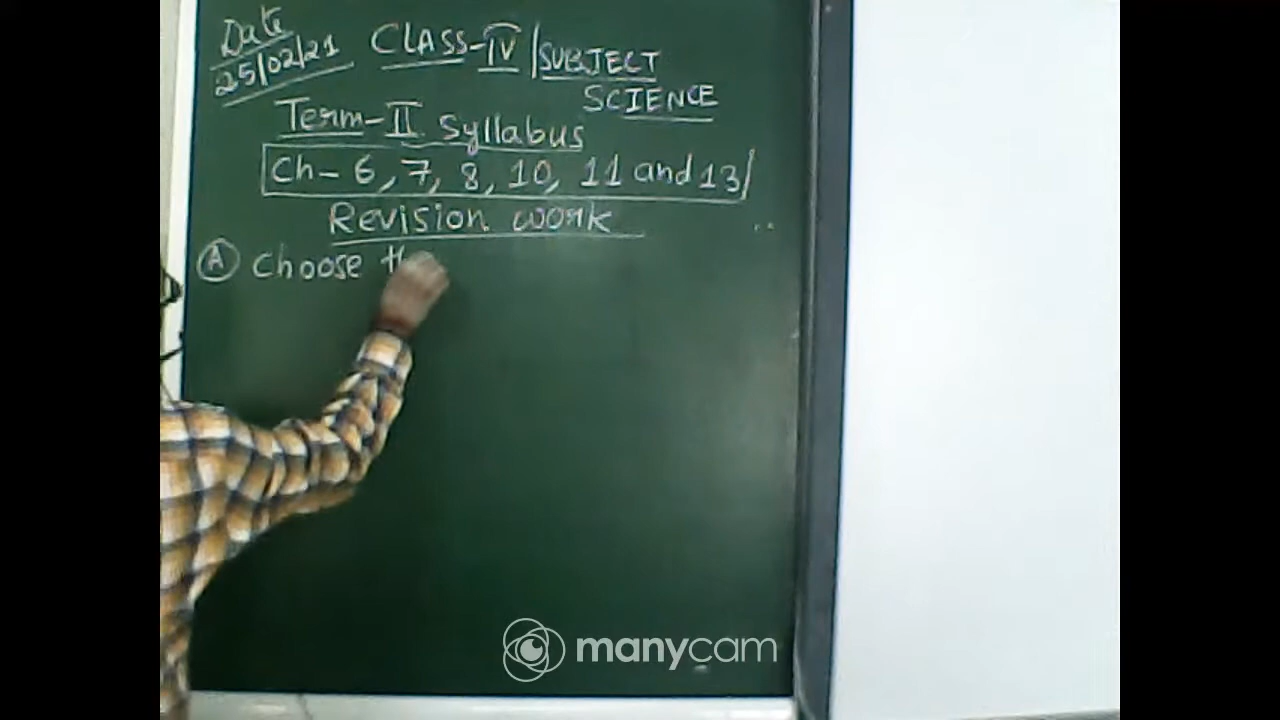 Date
25/02/21
CLASS-IV | SUBJECT
SCIENCE
Term-II Syllabus
Ch- 6, 7, 8, 10, 11 and 13/
Revision work
A Choose
manycam